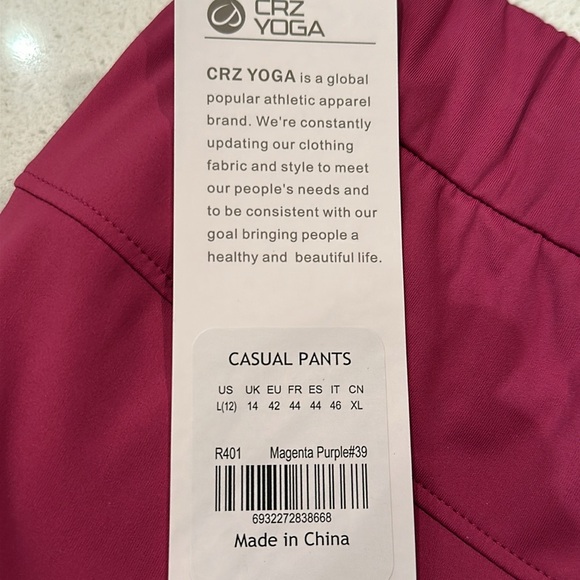 CRZ
YOGA
CRZ YOGA is a global
popular athletic apparel
brand. We're constantly
updating our clothing
fabric and style to meet
our people's needs and
to be consistent with our
goal bringing people a
healthy and beautiful life.
CASUAL PANTS
US UK EU FR ES IT CN
L(12) 14 42 44 44 46 XL
R401 Magenta Purple#39
6932272838668
Made in China